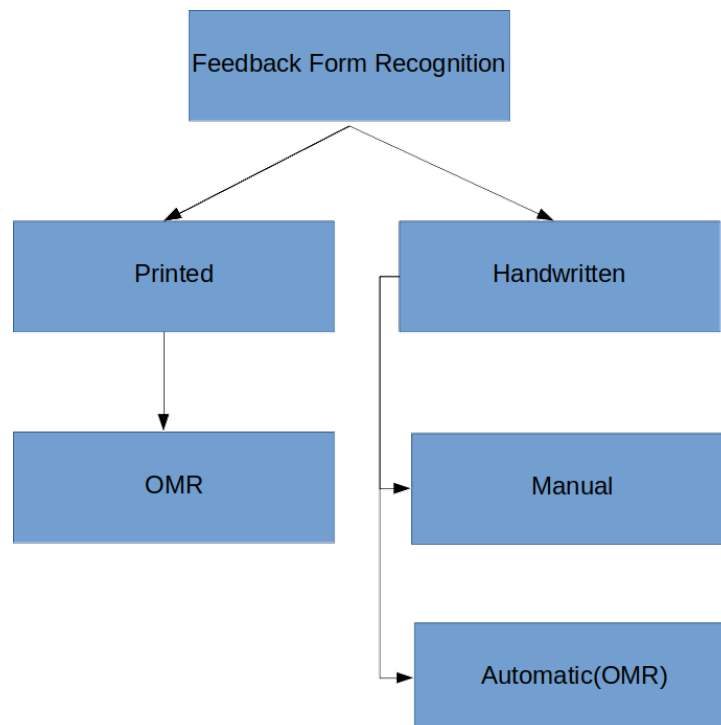 Feedback Form Recognition
Printed
Handwritten
OMR
Manual
Automatic(OMR)